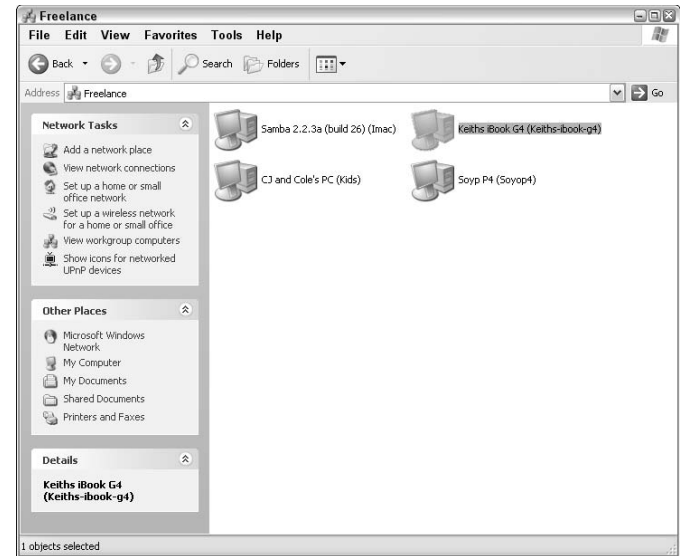 Freelance
File Edit View Favorites Tools Help
Back Search Folders
Address Freelance Go
Network Tasks
Add a network place
View network connections
Set up a home or small
office network
Set up a wireless network
for a home or small office
View workgroup computers
Show icons for networked
UPnP devices
Other Places
Microsoft Windows
Network
My Computer
My Documents
Shared Documents
Printers and Faxes
Details
Keiths iBook G4
(Keiths-ibook-g4)
Samba 2.2.3a (build 26) (Imac)
Keiths iBook G4 (Keiths-ibook-g4)
CJ and Cole's PC (Kids)
Soyp P4 (Soyop4)
1 objects selected